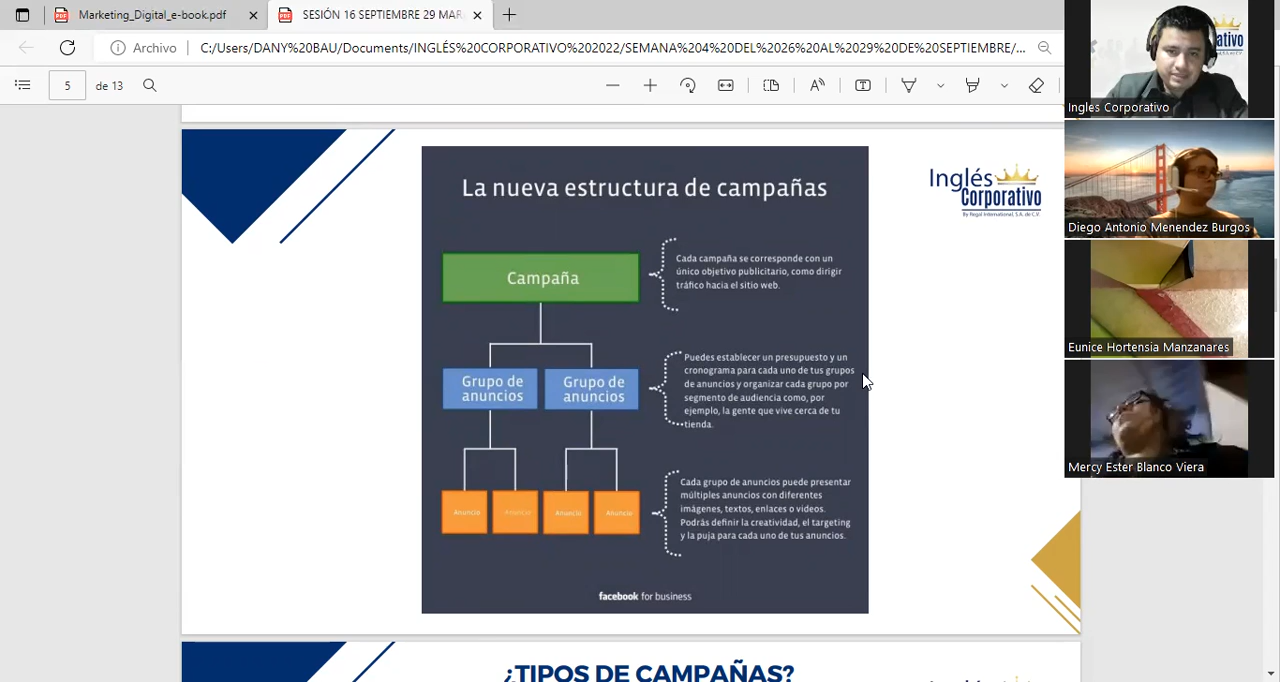 Marketing_Digital_e-book.pdf
SESIÓN 16 SEPTIEMBRE 29 MAR
Archivo
C:/Users/DANY%20BAU/Documents/INGLÉS%20CORPORATIVO%202022/SEMANA%204%20DEL%2026%20AL%2029%20DE%20SEPTIEMBRE/...
5 de 13
La nueva estructura de campañas
Campaña
Cada campaña se corresponde con un
único objetivo publicitario, como dirigir
tráfico hacia el sitio web.
Grupo de
anuncios
Grupo de
anuncios
Puedes establecer un presupuesto y un
cronograma para cada uno de tus grupos
de anuncios y organizar cada grupo por
segmento de audiencia como, por
ejemplo, la gente que vive cerca de tu
tienda.
Anuncio
Anuncio
Anuncio
Anuncio
Cada grupo de anuncios puede presentar
múltiples anuncios con diferentes
imágenes, textos, enlaces o videos.
Podrás definir la creatividad, el targeting
y la puja para cada uno de tus anuncios.
facebook for business
Inglés
Corporativo
By Regal International, S.A. de C.V.
¿TIPOS DE CAMPAÑAS?
Ingles Corporativo
Diego Antonio Menendez Burgos
Eunice Hortensia Manzanares
Mercy Ester Blanco Viera